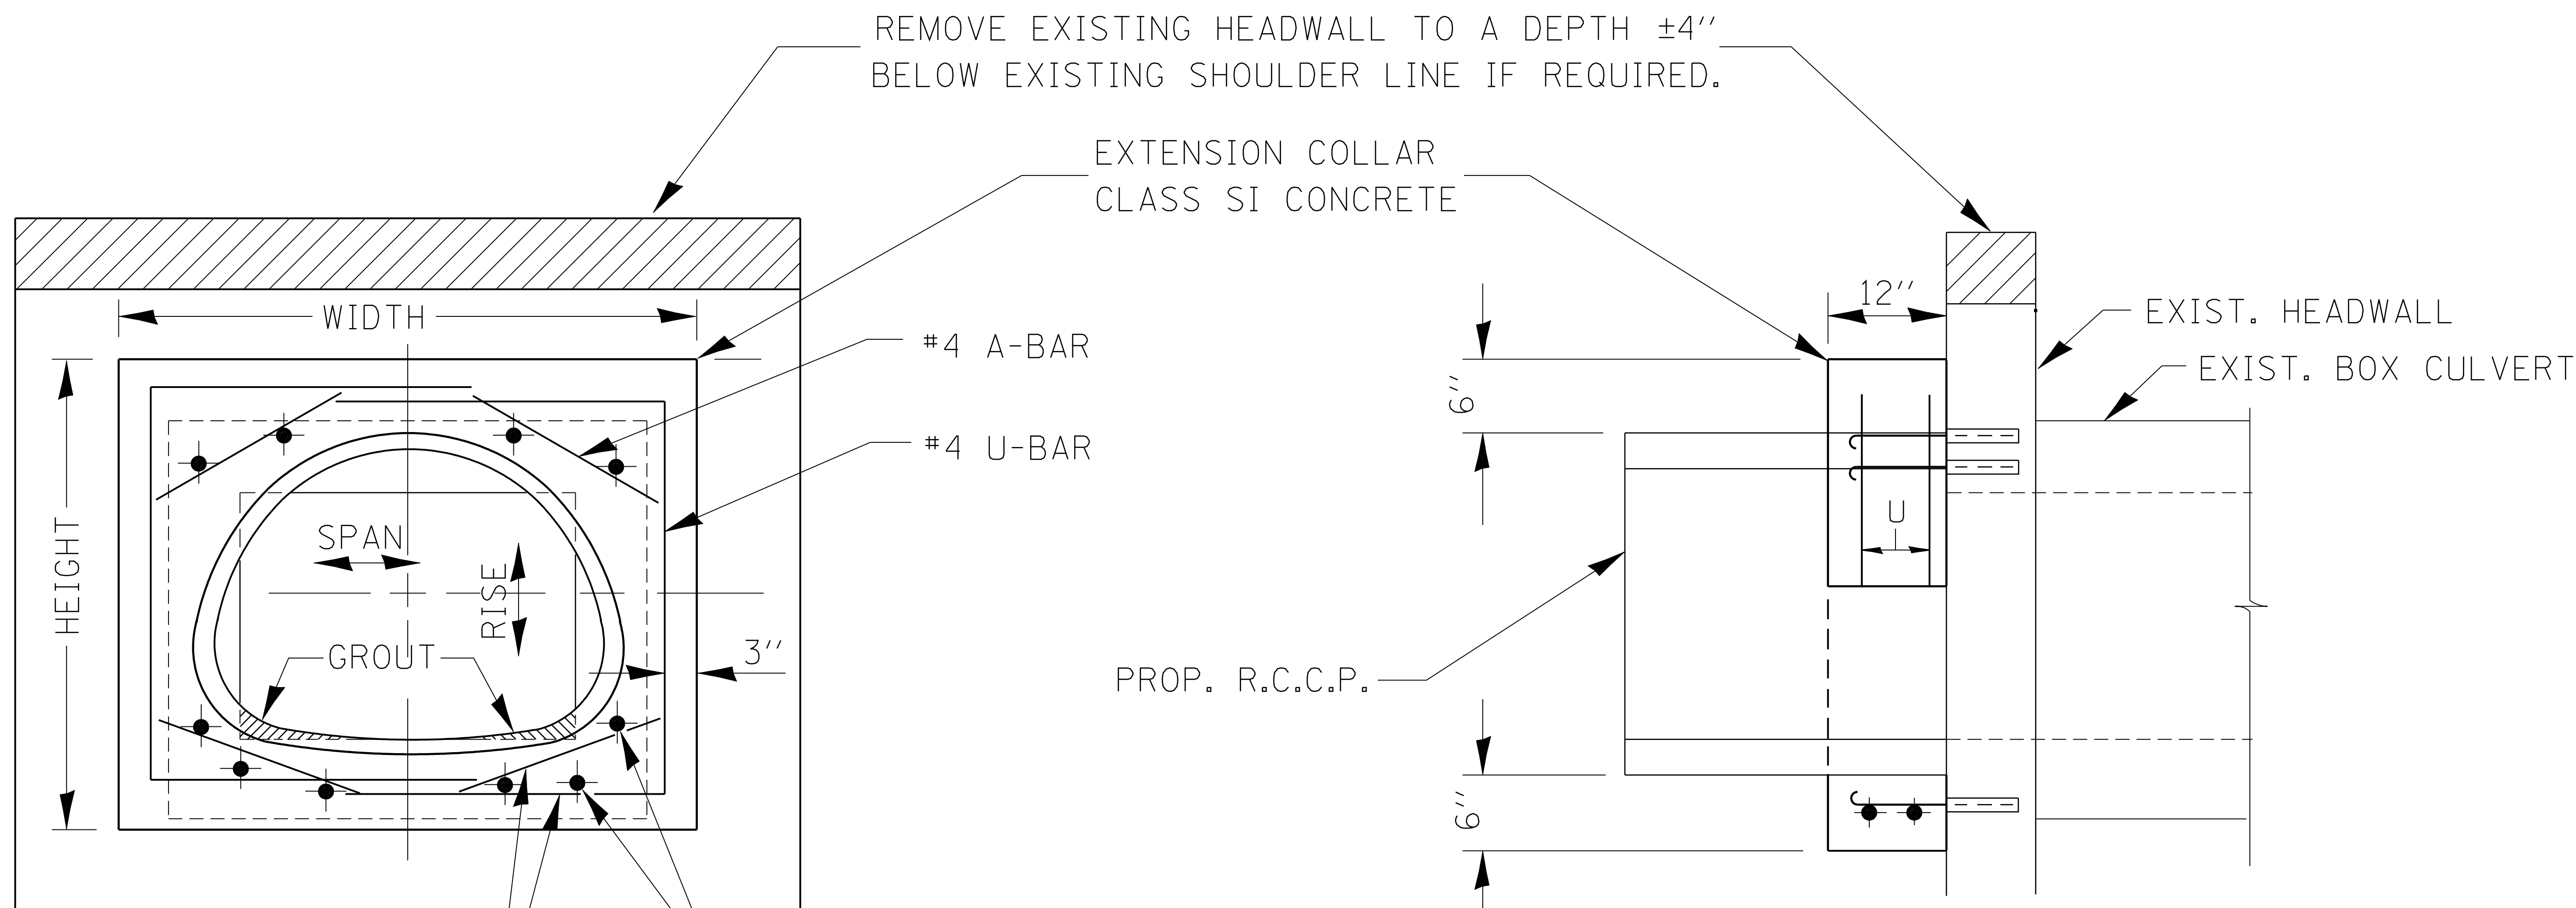 REMOVE EXISTING HEADWALL TO A DEPTH ±4''
BELOW EXISTING SHOULDER LINE IF REQUIRED.
EXTENSION COLLAR
CLASS SI CONCRETE
WIDTH
12''
EXIST. HEADWALL
#4 A-BAR
EXIST. BOX CULVERT
6''
#4 U-BAR
U
SPAN
HEIGHT
RISE
GROUT
3''
PROP. R.C.C.P.
6''